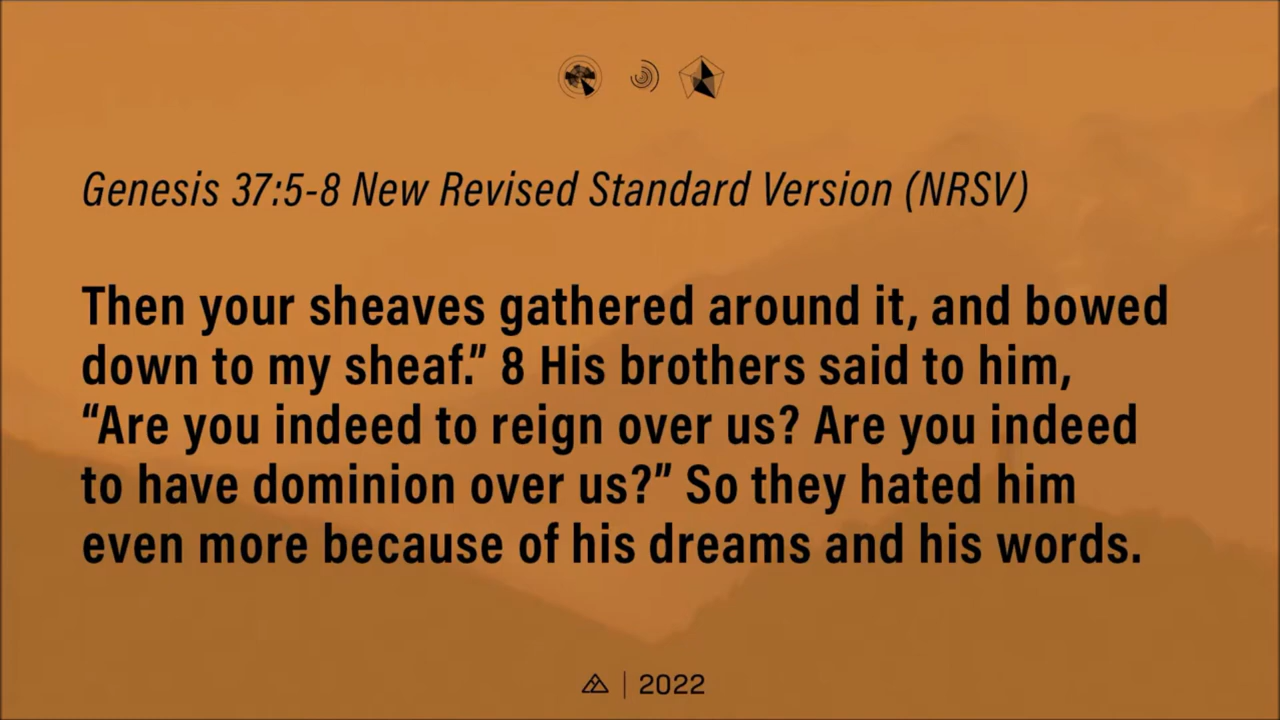 Genesis 37:5-8 New Revised Standard Version (NRSV)
Then your sheaves gathered around it, and bowed
down to my sheaf.” 8 His brothers said to him,
“Are you indeed to reign over us? Are you indeed
to have dominion over us?” So they hated him
even more because of his dreams and his words.
2022